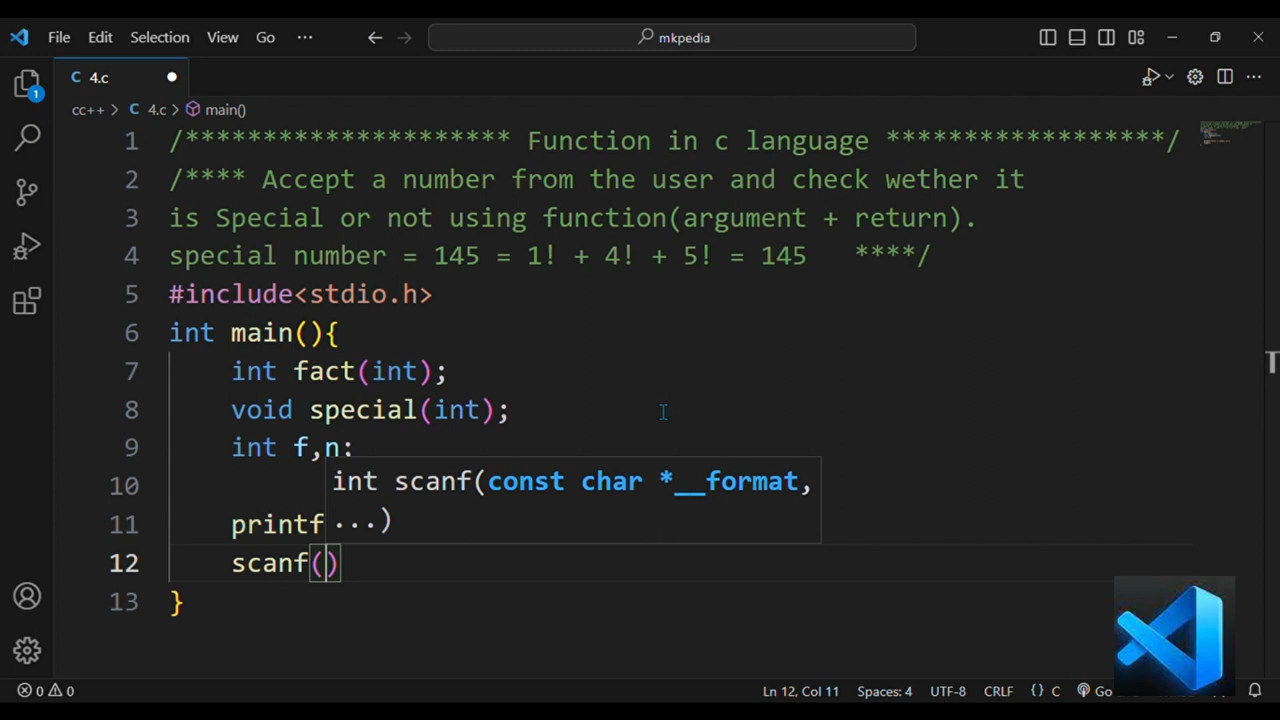 File Edit Selection View Go ··· mkpedia
C 4.c
cc++ > C 4.c > main()
1 /********************** Function in c language ******************/
2 /**** Accept a number from the user and check wether it
3 is Special or not using function(argument + return).
4 special number = 145 = 1! + 4! + 5! = 145 ****/
5 #include<stdio.h>
6 int main(){
7 int fact(int);
8 void special(int);
9 int f,n;
10 int scanf(const char *__format,
11 printf ...)
12 scanf()
13 }
1
0 0 Ln 12, Col 11 Spaces: 4 UTF-8 CRLF {} C Go